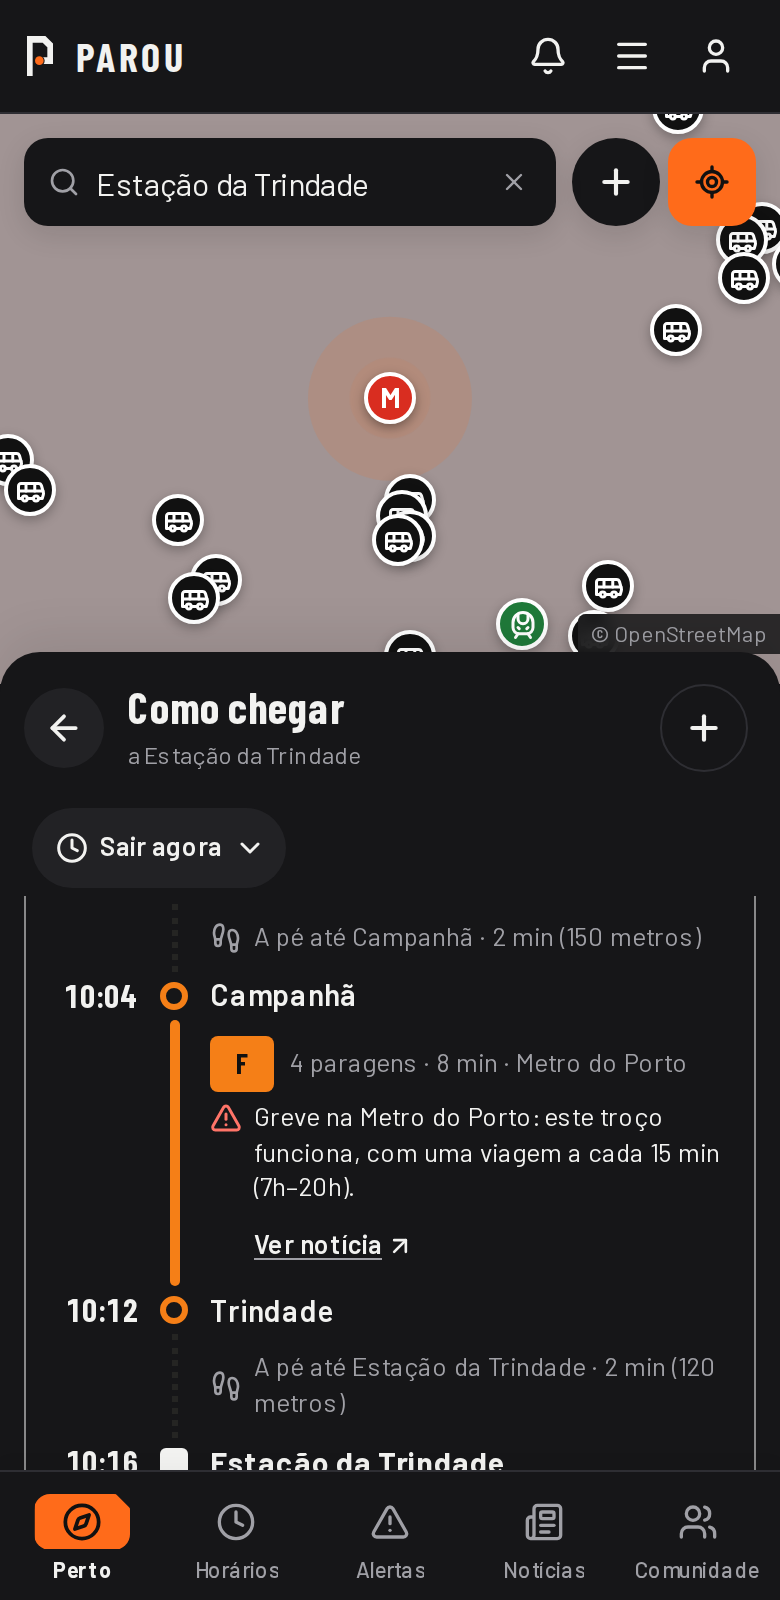 PAROU
Estação da Trindade
M
© OpenStreetMap
Como chegar
a Estação da Trindade
Sair agora
A pé até Campanhã · 2 min (150 metros)
10:04 Campanhã
F 4 paragens · 8 min · Metro do Porto
Greve na Metro do Porto: este troço
funciona, com uma viagem a cada 15 min
(7h–20h).
Ver notícia
10:12 Trindade
A pé até Estação da Trindade · 2 min (120
metros)
10:16 Estação da Trindade
Perto Horários Alertas Notícias Comunidade